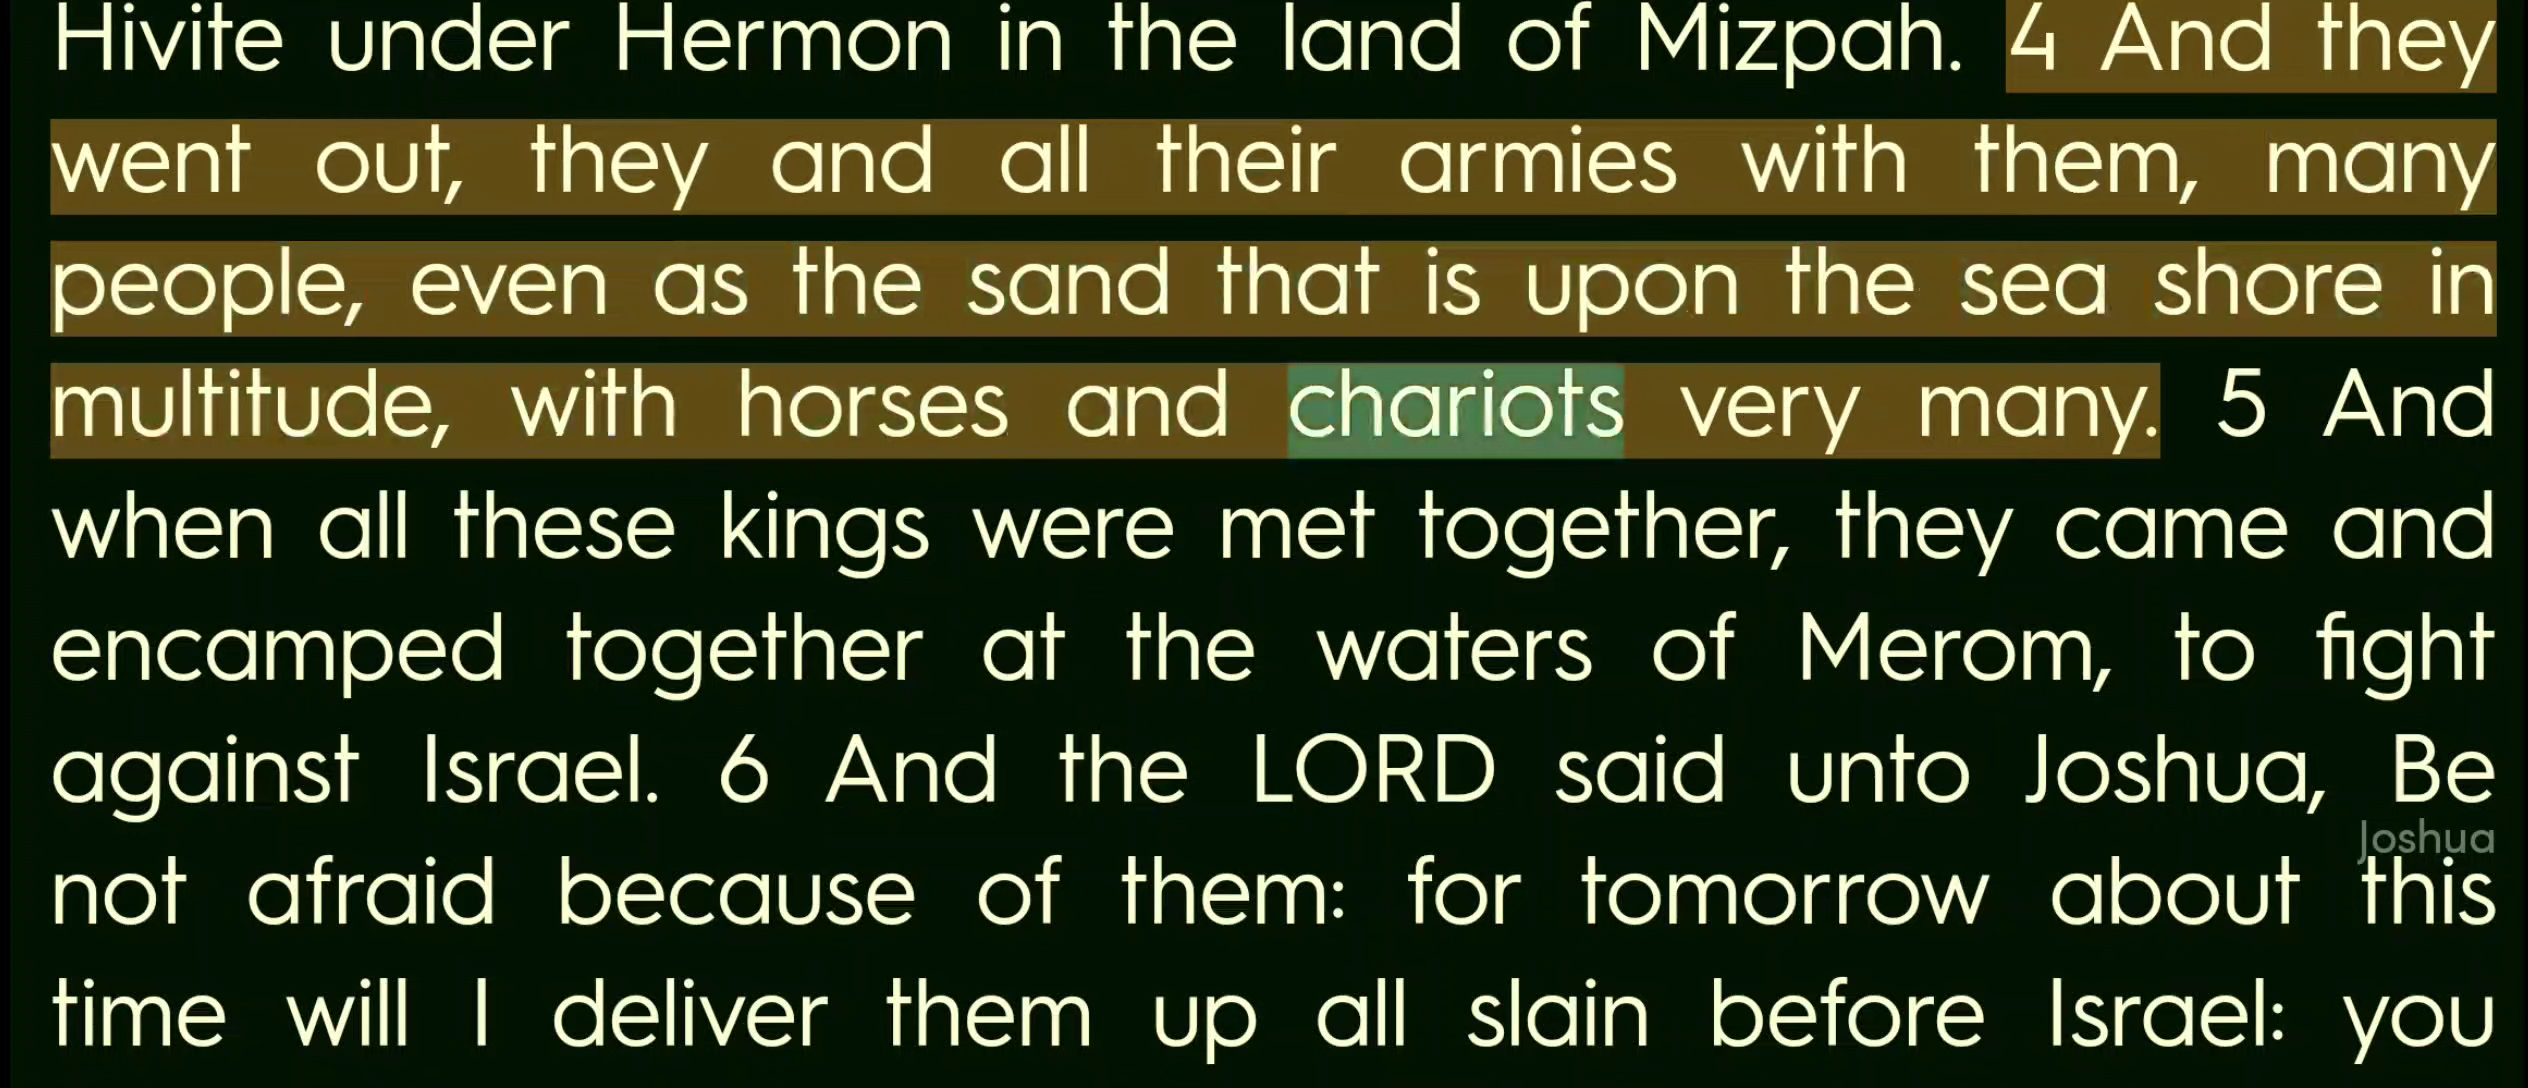 Hivite under Hermon in the land of Mizpah. 4 And they
went out, they and all their armies with them, many
people, even as the sand that is upon the sea shore in
multitude, with horses and chariots very many. 5 And
when all these kings were met together, they came and
encamped together at the waters of Merom, to fight
against Israel. 6 And the LORD said unto Joshua, Be
Joshua
not afraid because of them: for tomorrow about this
time will I deliver them up all slain before Israel: you